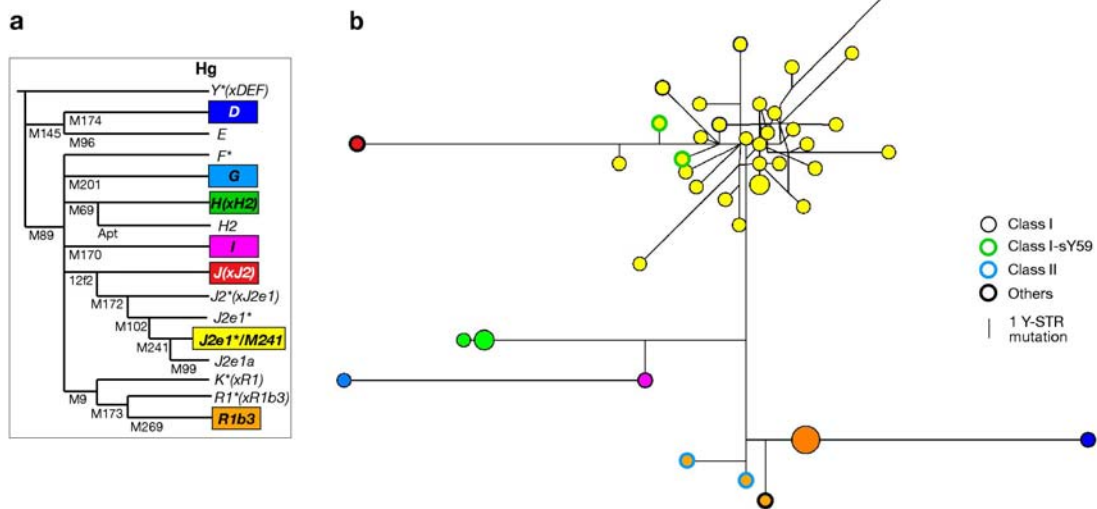 a
Hg
Y*(xDEF)
M174
D
M145
E
M96
F*
M201
G
M69
H(xH2)
Apt
H2
M89
M170
I
12f2
J(xJ2)
M172
J2*(xJ2e1)
M102
J2e1*
M241
J2e1*/M241
M99
J2e1a
M9
K*(xR1)
M173
R1*(xR1b3)
M269
R1b3
b
Class I
Class I-sY59
Class II
Others
1 Y-STR
mutation